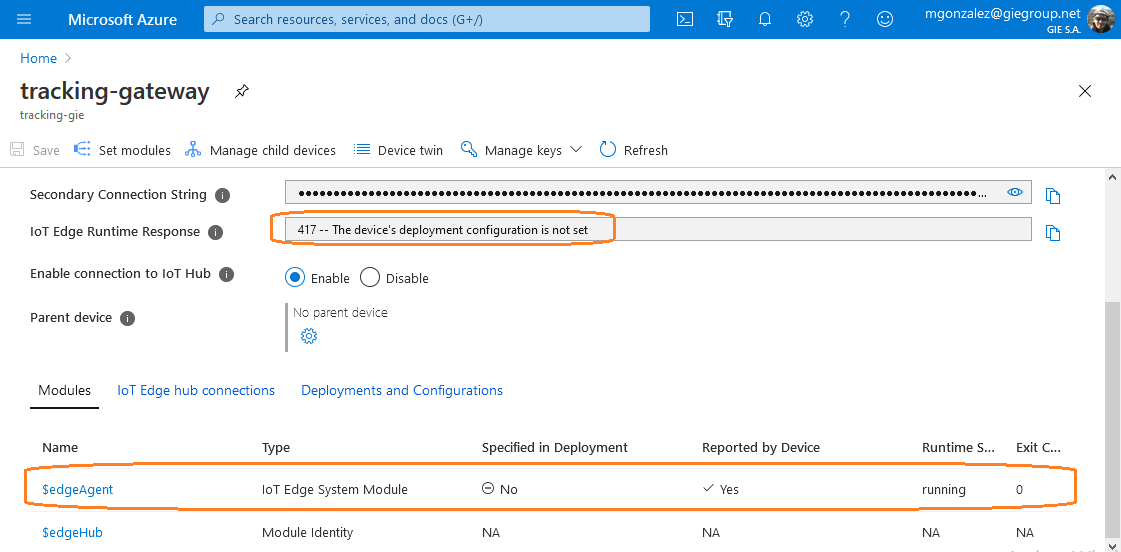 Microsoft Azure
Search resources, services, and docs (G+/)
mgonzalez@giegroup.net
GIE S.A.
Home
tracking-gateway
tracking-gie
Save Set modules Manage child devices Device twin Manage keys Refresh
Secondary Connection String
IoT Edge Runtime Response 417 -- The device's deployment configuration is not set
Enable connection to IoT Hub Enable Disable
Parent device No parent device
Modules IoT Edge hub connections Deployments and Configurations
Name Type Specified in Deployment Reported by Device Runtime S... Exit C...
$edgeAgent IoT Edge System Module No Yes running 0
$edgeHub Module Identity NA NA NA NA